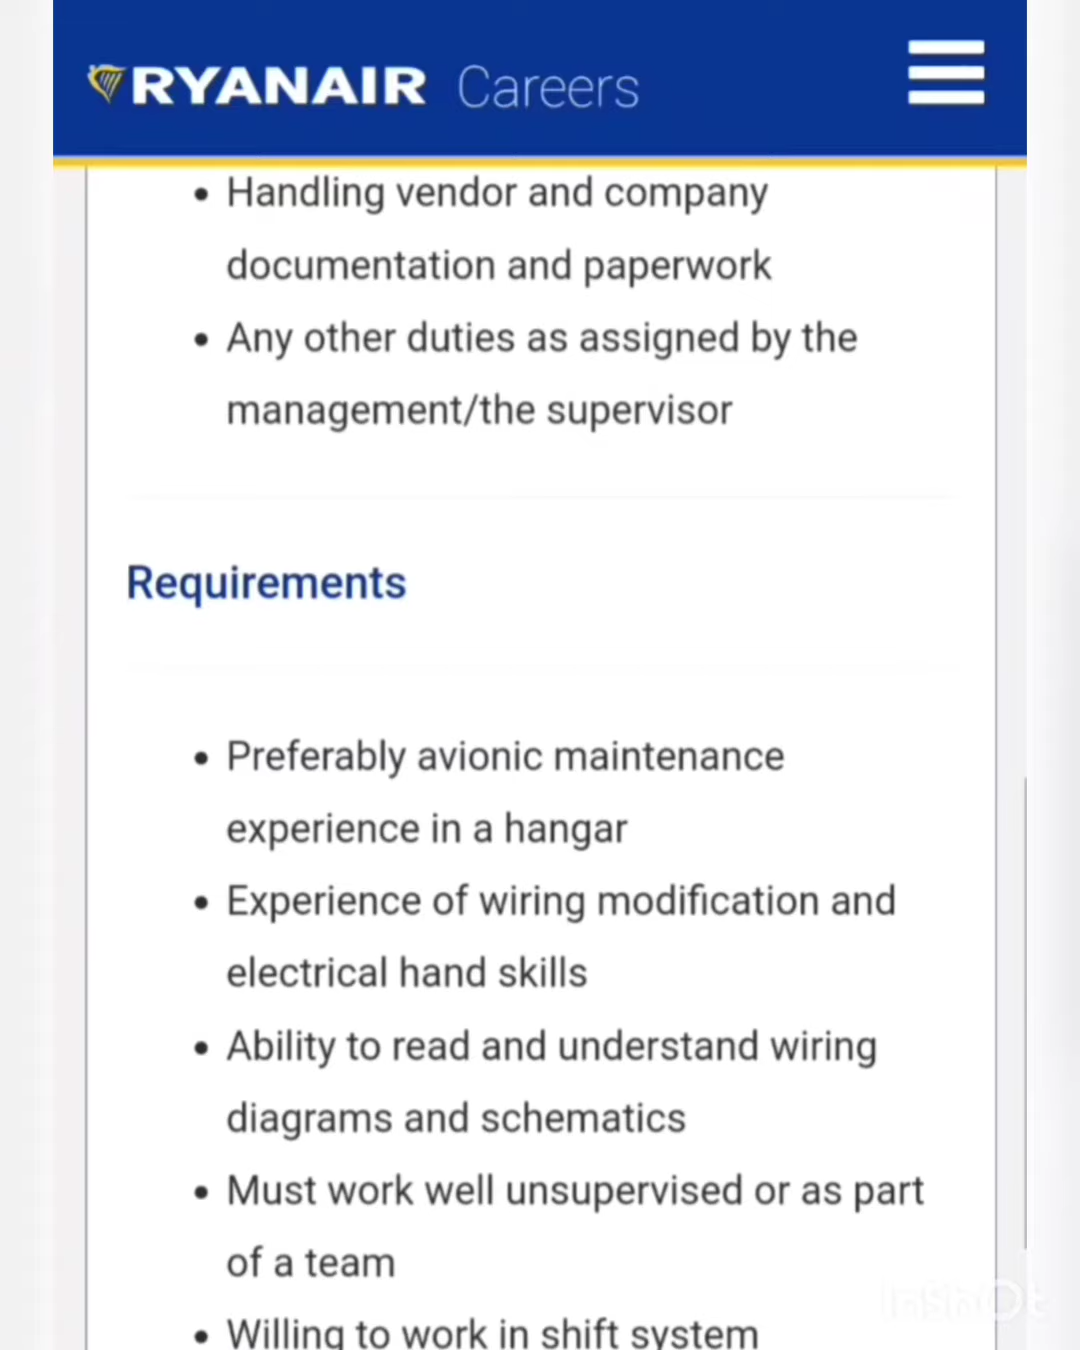 RYANAIR Careers
• Handling vendor and company
documentation and paperwork
• Any other duties as assigned by the
management/the supervisor
Requirements
• Preferably avionic maintenance
experience in a hangar
• Experience of wiring modification and
electrical hand skills
• Ability to read and understand wiring
diagrams and schematics
• Must work well unsupervised or as part
of a team
• Willing to work in shift system
InShOt